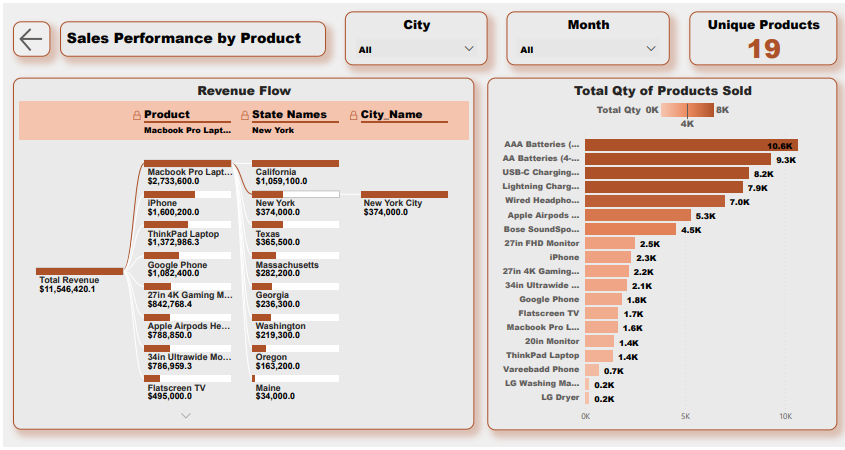 Sales Performance by Product
City
All
Month
All
Unique Products
19
Revenue Flow
Product
Macbook Pro Lapt...
State Names
New York
City_Name
Total Revenue
$11,546,420.1
Macbook Pro Lapt...
$2,733,600.0
iPhone
$1,600,200.0
ThinkPad Laptop
$1,372,986.3
Google Phone
$1,082,400.0
27in 4K Gaming M...
$842,768.4
Apple Airpods He...
$788,850.0
34in Ultrawide Mo...
$786,959.3
Flatscreen TV
$495,000.0
California
$1,059,100.0
New York
$374,000.0
Texas
$365,500.0
Massachusetts
$282,200.0
Georgia
$236,300.0
Washington
$219,300.0
Oregon
$163,200.0
Maine
$34,000.0
New York City
$374,000.0
Total Qty of Products Sold
Total Qty 0K 8K
4K
AAA Batteries (... 10.6K
AA Batteries (4-... 9.3K
USB-C Charging... 8.2K
Lightning Charg... 7.9K
Wired Headpho... 7.0K
Apple Airpods ... 5.3K
Bose SoundSpo... 4.5K
27in FHD Monitor 2.5K
iPhone 2.3K
27in 4K Gaming... 2.2K
34in Ultrawide ... 2.1K
Google Phone 1.8K
Flatscreen TV 1.7K
Macbook Pro L... 1.6K
20in Monitor 1.4K
ThinkPad Laptop 1.4K
Vareebadd Phone 0.7K
LG Washing Ma... 0.2K
LG Dryer 0.2K
0K 5K 10K